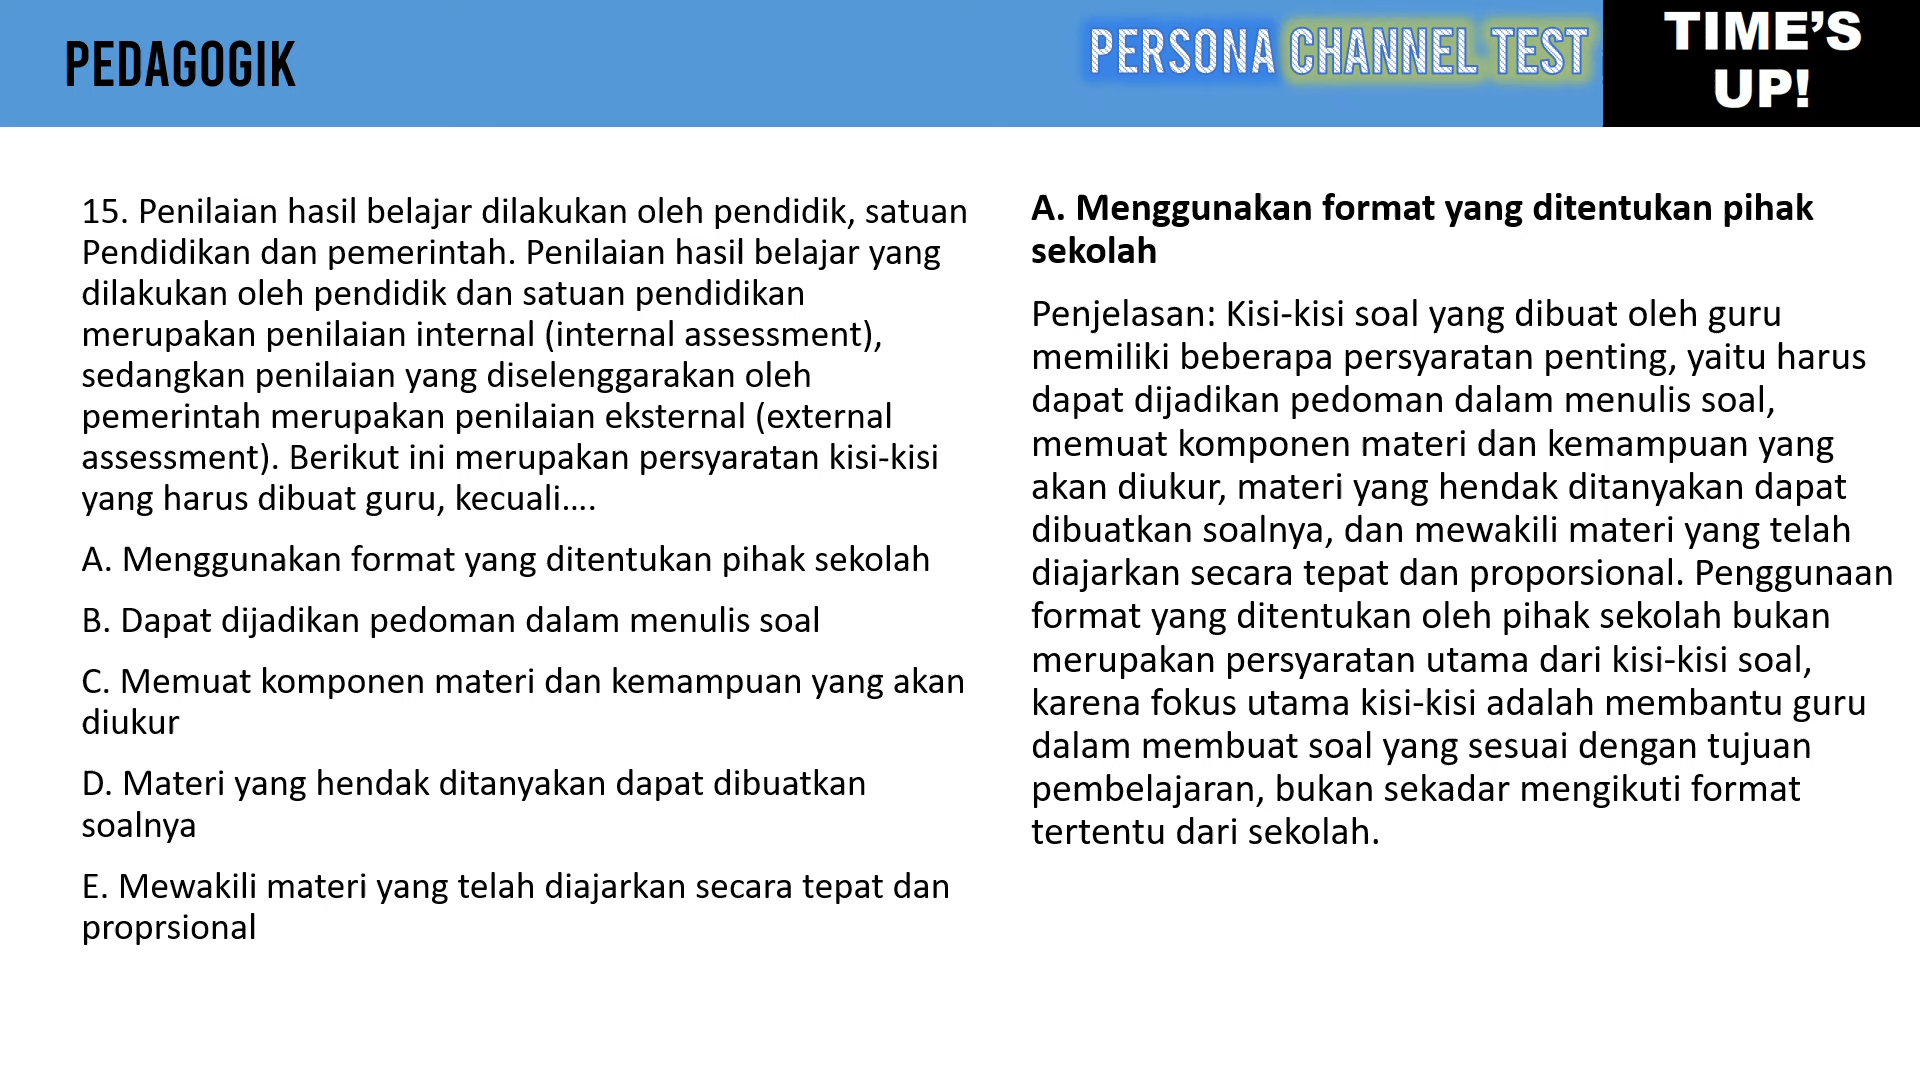 PEDAGOGIK
PERSONA CHANNEL TEST
TIME'S
UP!
15. Penilaian hasil belajar dilakukan oleh pendidik, satuan
Pendidikan dan pemerintah. Penilaian hasil belajar yang
dilakukan oleh pendidik dan satuan pendidikan
merupakan penilaian internal (internal assessment),
sedangkan penilaian yang diselenggarakan oleh
pemerintah merupakan penilaian eksternal (external
assessment). Berikut ini merupakan persyaratan kisi-kisi
yang harus dibuat guru, kecuali....
A. Menggunakan format yang ditentukan pihak sekolah
B. Dapat dijadikan pedoman dalam menulis soal
C. Memuat komponen materi dan kemampuan yang akan
diukur
D. Materi yang hendak ditanyakan dapat dibuatkan
soalnya
E. Mewakili materi yang telah diajarkan secara tepat dan
proprsional
A. Menggunakan format yang ditentukan pihak
sekolah
Penjelasan: Kisi-kisi soal yang dibuat oleh guru
memiliki beberapa persyaratan penting, yaitu harus
dapat dijadikan pedoman dalam menulis soal,
memuat komponen materi dan kemampuan yang
akan diukur, materi yang hendak ditanyakan dapat
dibuatkan soalnya, dan mewakili materi yang telah
diajarkan secara tepat dan proporsional. Penggunaan
format yang ditentukan oleh pihak sekolah bukan
merupakan persyaratan utama dari kisi-kisi soal,
karena fokus utama kisi-kisi adalah membantu guru
dalam membuat soal yang sesuai dengan tujuan
pembelajaran, bukan sekadar mengikuti format
tertentu dari sekolah.